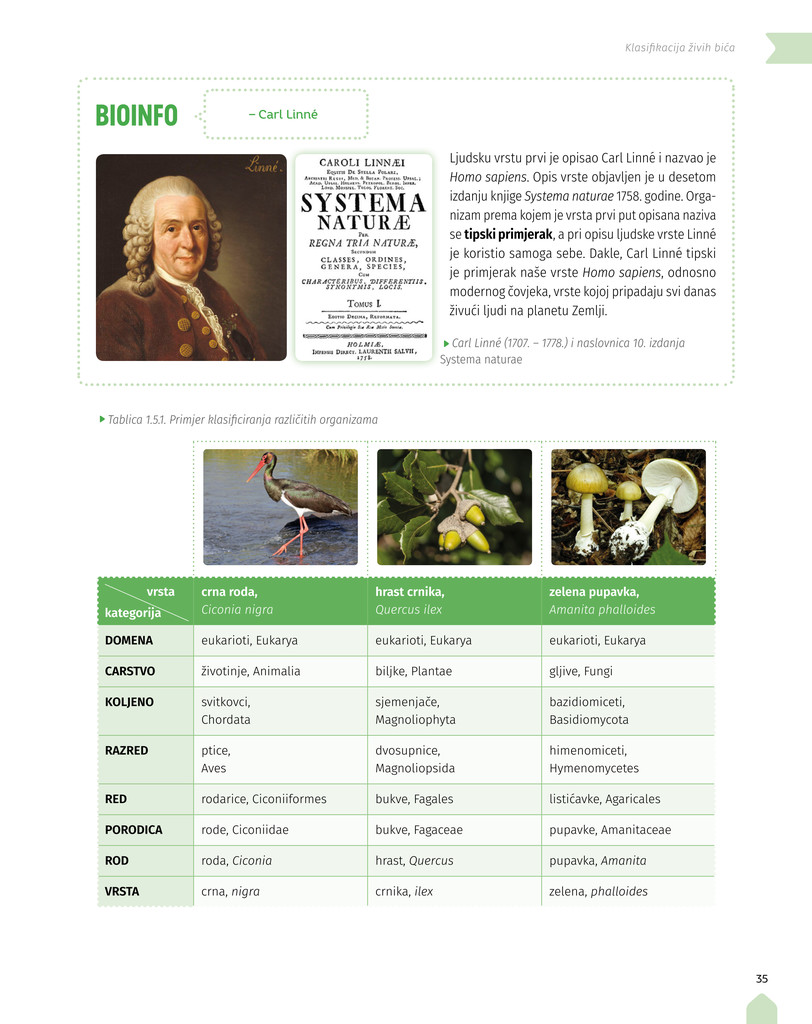 Klasifikacija živih bića
BIOINFO
– Carl Linné
Linné.
CAROLI LINNÆI
EQUITIS DE STELLA POLARI,
SYSTEMA
NATURÆ
PER
REGNA TRIA NATURÆ,
SECUNDUM
CLASSES, ORDINES,
GENERA, SPECIES,
CUM
CHARACTERIBUS, DIFFERENTIIS,
SYNONYMIS, LOCIS.
TOMUS I.
EDITIO DECIMA, REFORMATA.
HOLMIÆ,
IMPENSIS DIRECT. LAURENTII SALVII,
1758.
Ljudsku vrstu prvi je opisao Carl Linné i nazvao je
Homo sapiens. Opis vrste objavljen je u desetom
izdanju knjige Systema naturae 1758. godine. Orga-
nizam prema kojem je vrsta prvi put opisana naziva
se tipski primjerak, a pri opisu ljudske vrste Linné
je koristio samoga sebe. Dakle, Carl Linné tipski
je primjerak naše vrste Homo sapiens, odnosno
modernog čovjeka, vrste kojoj pripadaju svi danas
živući ljudi na planetu Zemlji.
Carl Linné (1707. – 1778.) i naslovnica 10. izdanja
Systema naturae
Tablica 1.5.1. Primjer klasificiranja različitih organizama
vrsta
kategorija
crna roda,
Ciconia nigra
hrast crnika,
Quercus ilex
zelena pupavka,
Amanita phalloides
DOMENA
eukarioti, Eukarya
eukarioti, Eukarya
eukarioti, Eukarya
CARSTVO
životinje, Animalia
biljke, Plantae
gljive, Fungi
KOLJENO
svitkovci,
Chordata
sjemenjače,
Magnoliophyta
bazidiomiceti,
Basidiomycota
RAZRED
ptice,
Aves
dvosupnice,
Magnoliopsida
himenomiceti,
Hymenomycetes
RED
rodarice, Ciconiiformes
bukve, Fagales
listićavke, Agaricales
PORODICA
rode, Ciconiidae
bukve, Fagaceae
pupavke, Amanitaceae
ROD
roda, Ciconia
hrast, Quercus
pupavka, Amanita
VRSTA
crna, nigra
crnika, ilex
zelena, phalloides
35